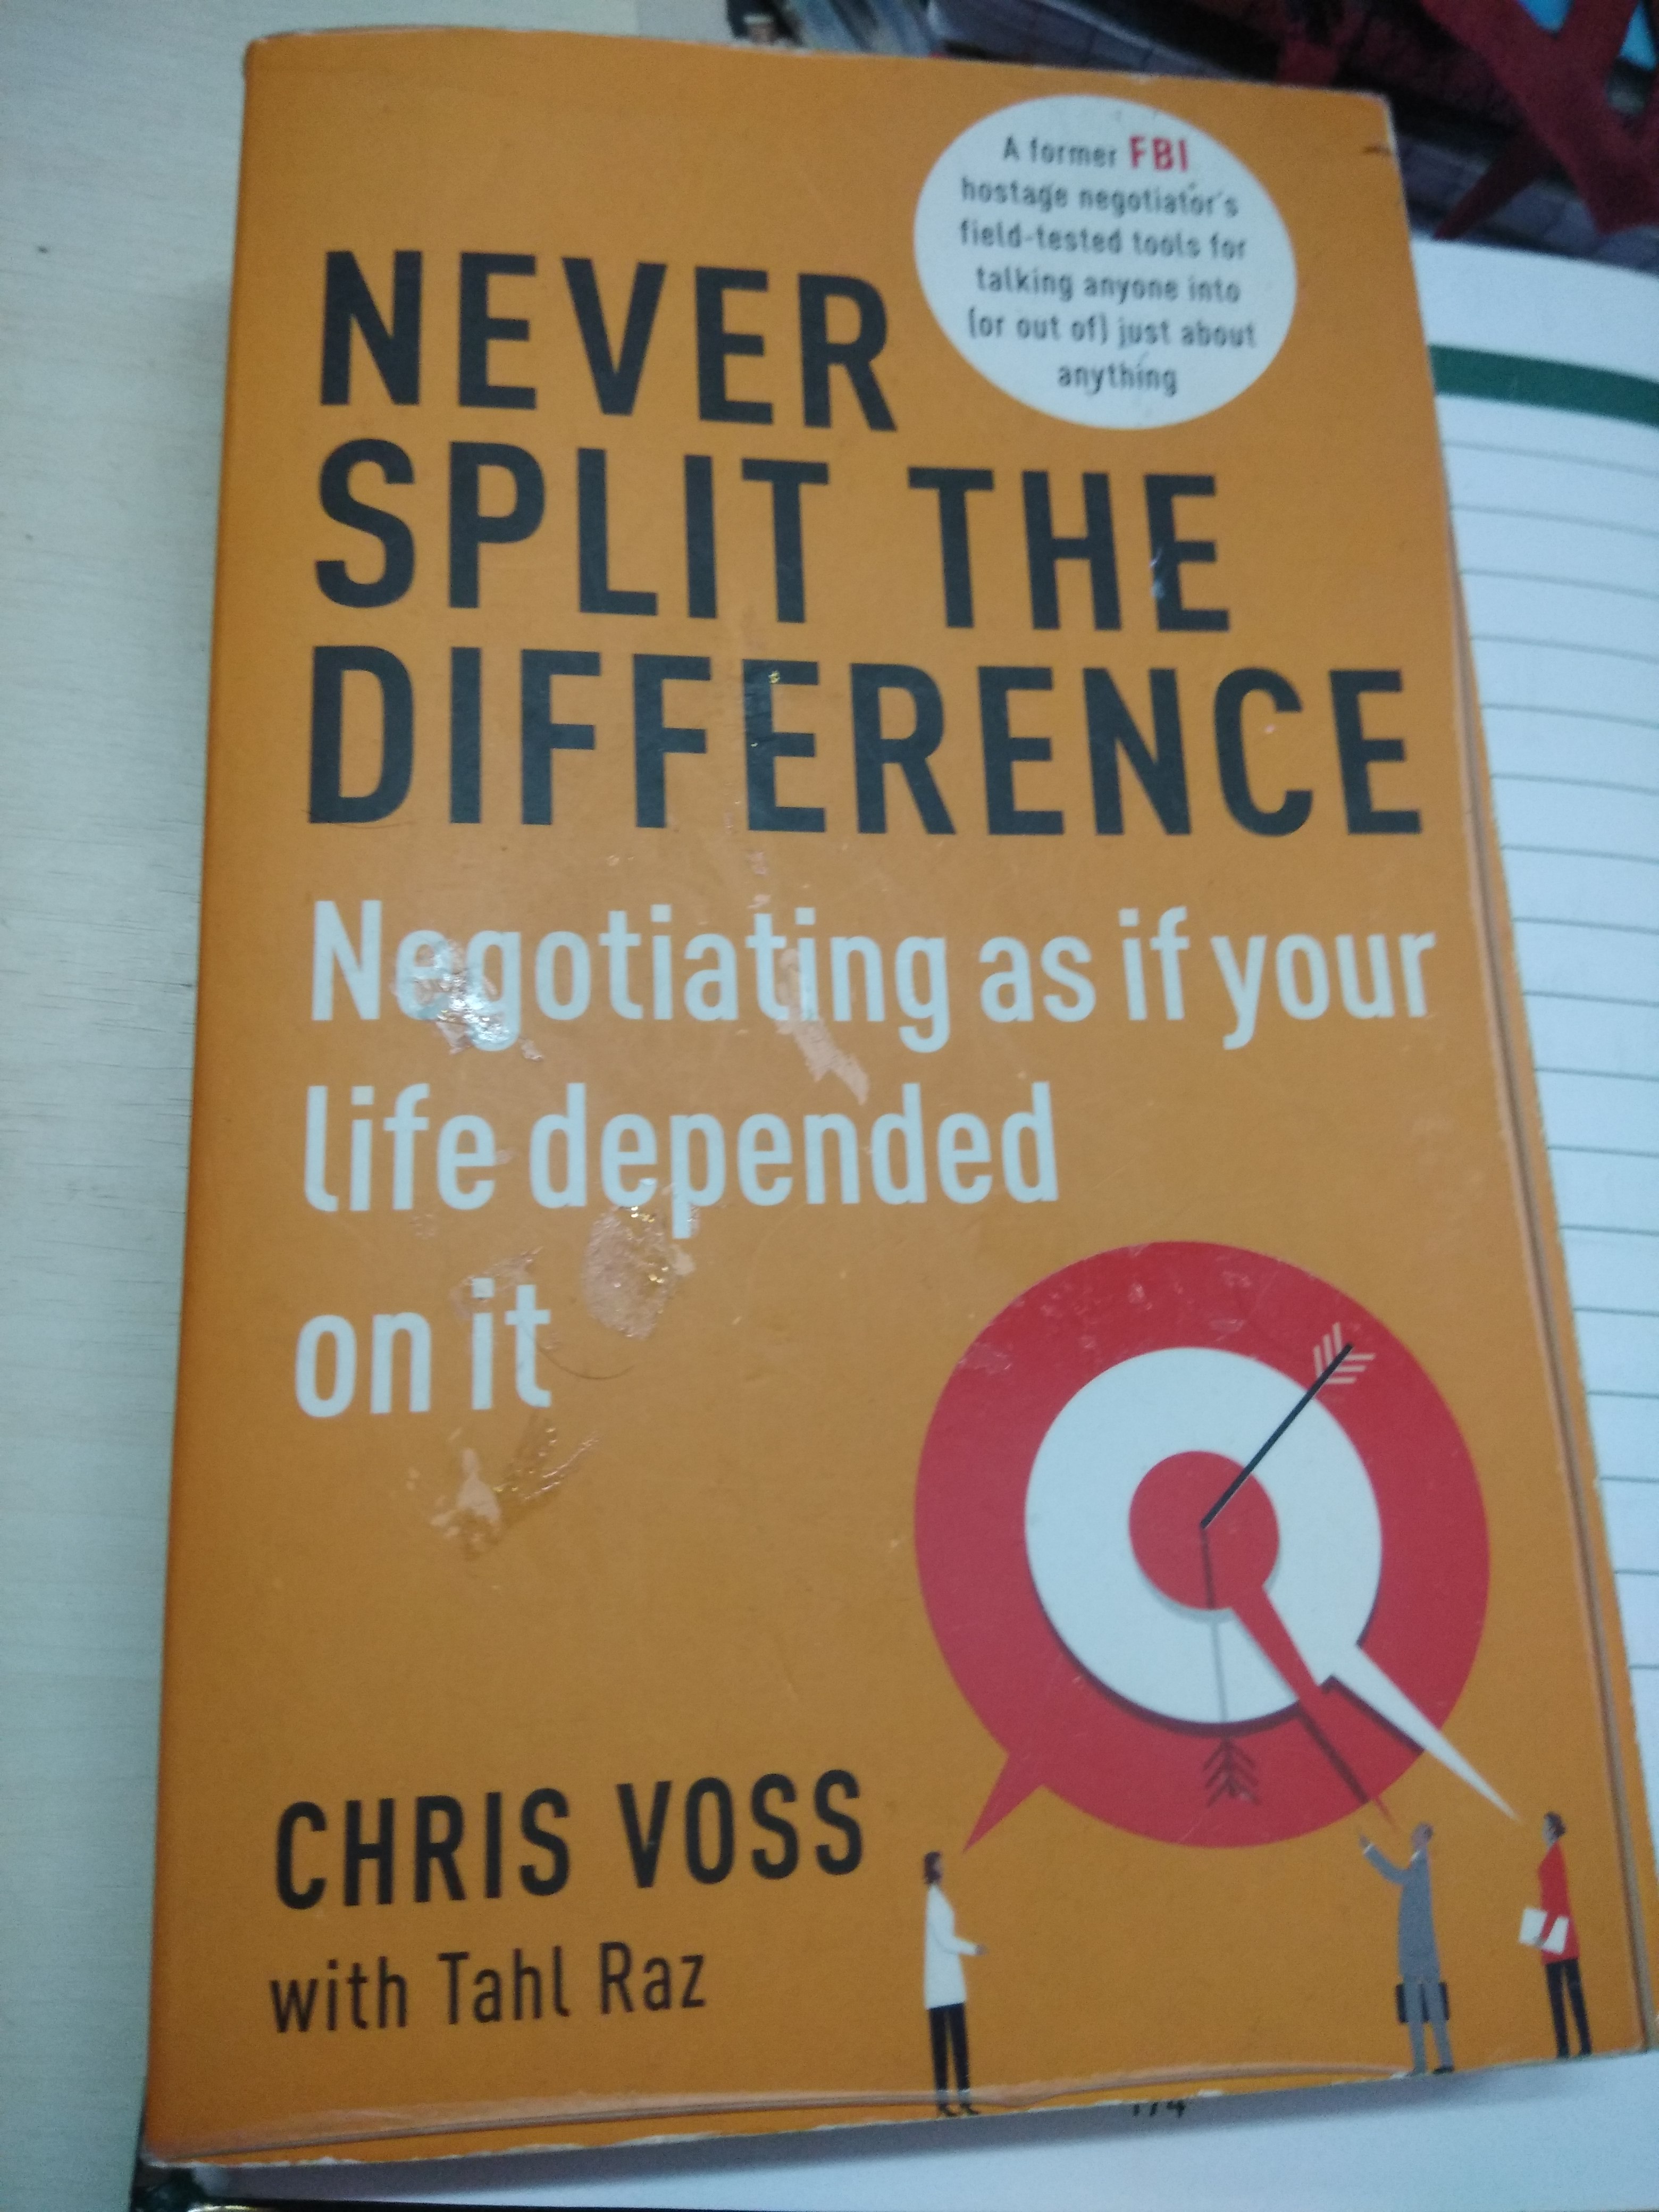 A former FBI
hostage negotiator's
field-tested tools for
talking anyone into
(or out of) just about
anything
NEVER
SPLIT THE
DIFFERENCE
Negotiating as if your
life depended
on it
CHRIS VOSS
with Tahl Raz